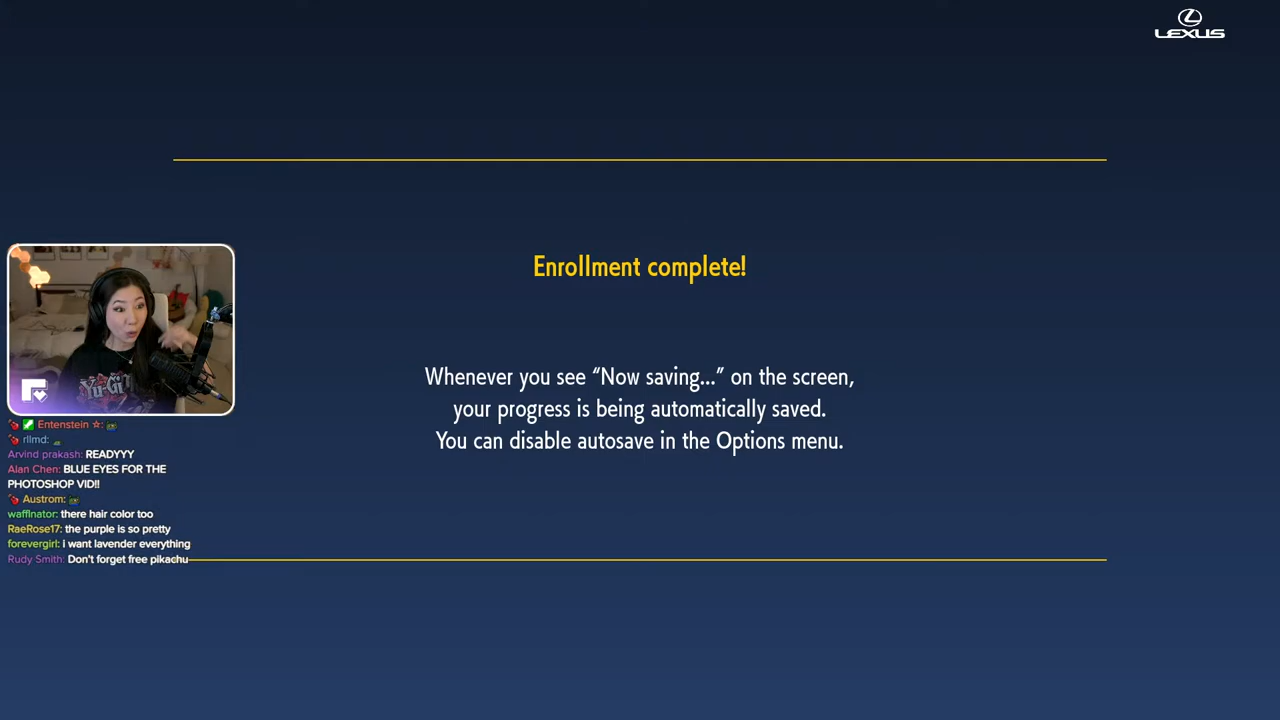 LEXUS
Enrollment complete!
Whenever you see “Now saving...” on the screen,
your progress is being automatically saved.
You can disable autosave in the Options menu.
Yu-Gi
Entenstein ☆:
rllmd:
Arvind prakash: READYYY
Alan Chen: BLUE EYES FOR THE
PHOTOSHOP VID!!
Austrom:
wafflnator: there hair color too
RaeRose17: the purple is so pretty
forevergirl: i want lavender everything
Rudy Smith: Don't forget free pikachu